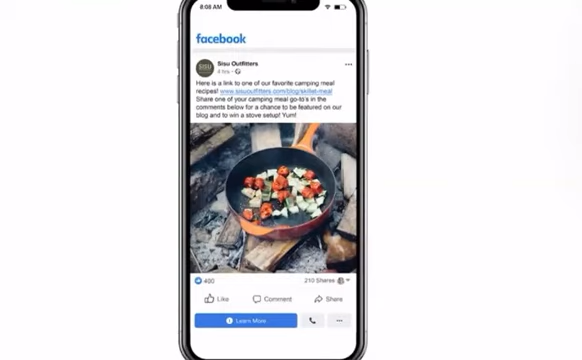 8:08 AM
facebook
Sisu Outfitters
4 hrs ·
Here is a link to one of our favorite camping meal
recipes! www.sisuoutfitters.com/blog/skillet-meal
Share one of your camping meal go-to's in the
comments below for a chance to be featured on our
blog and to win a stove setup! Yum!
400 210 Shares
Like Comment Share
Learn More